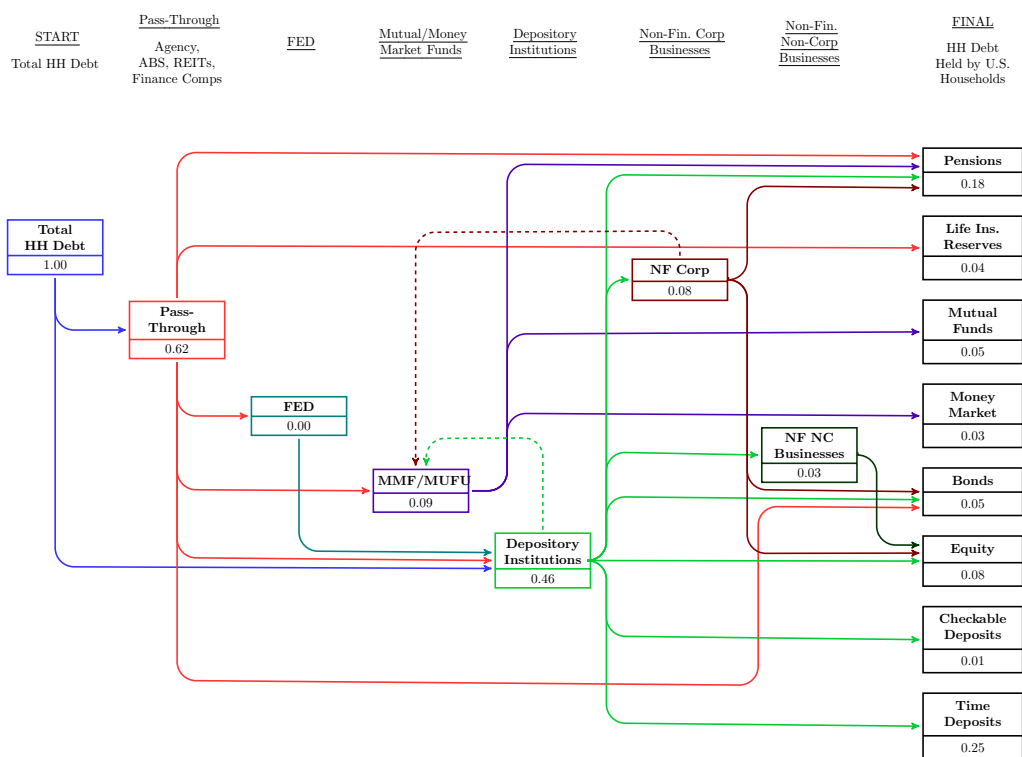 START
Total HH Debt
Pass-Through
Agency,
ABS, REITs,
Finance Comps
FED
Mutual/Money
Market Funds
Depository
Institutions
Non-Fin. Corp
Businesses
Non-Fin.
Non-Corp
Businesses
FINAL
HH Debt
Held by U.S.
Households
Total
HH Debt
1.00
Pass-
Through
0.62
FED
0.00
MMF/MUFU
0.09
Depository
Institutions
0.46
NF Corp
0.08
NF NC
Businesses
0.03
Pensions
0.18
Life Ins.
Reserves
0.04
Mutual
Funds
0.05
Money
Market
0.03
Bonds
0.05
Equity
0.08
Checkable
Deposits
0.01
Time
Deposits
0.25